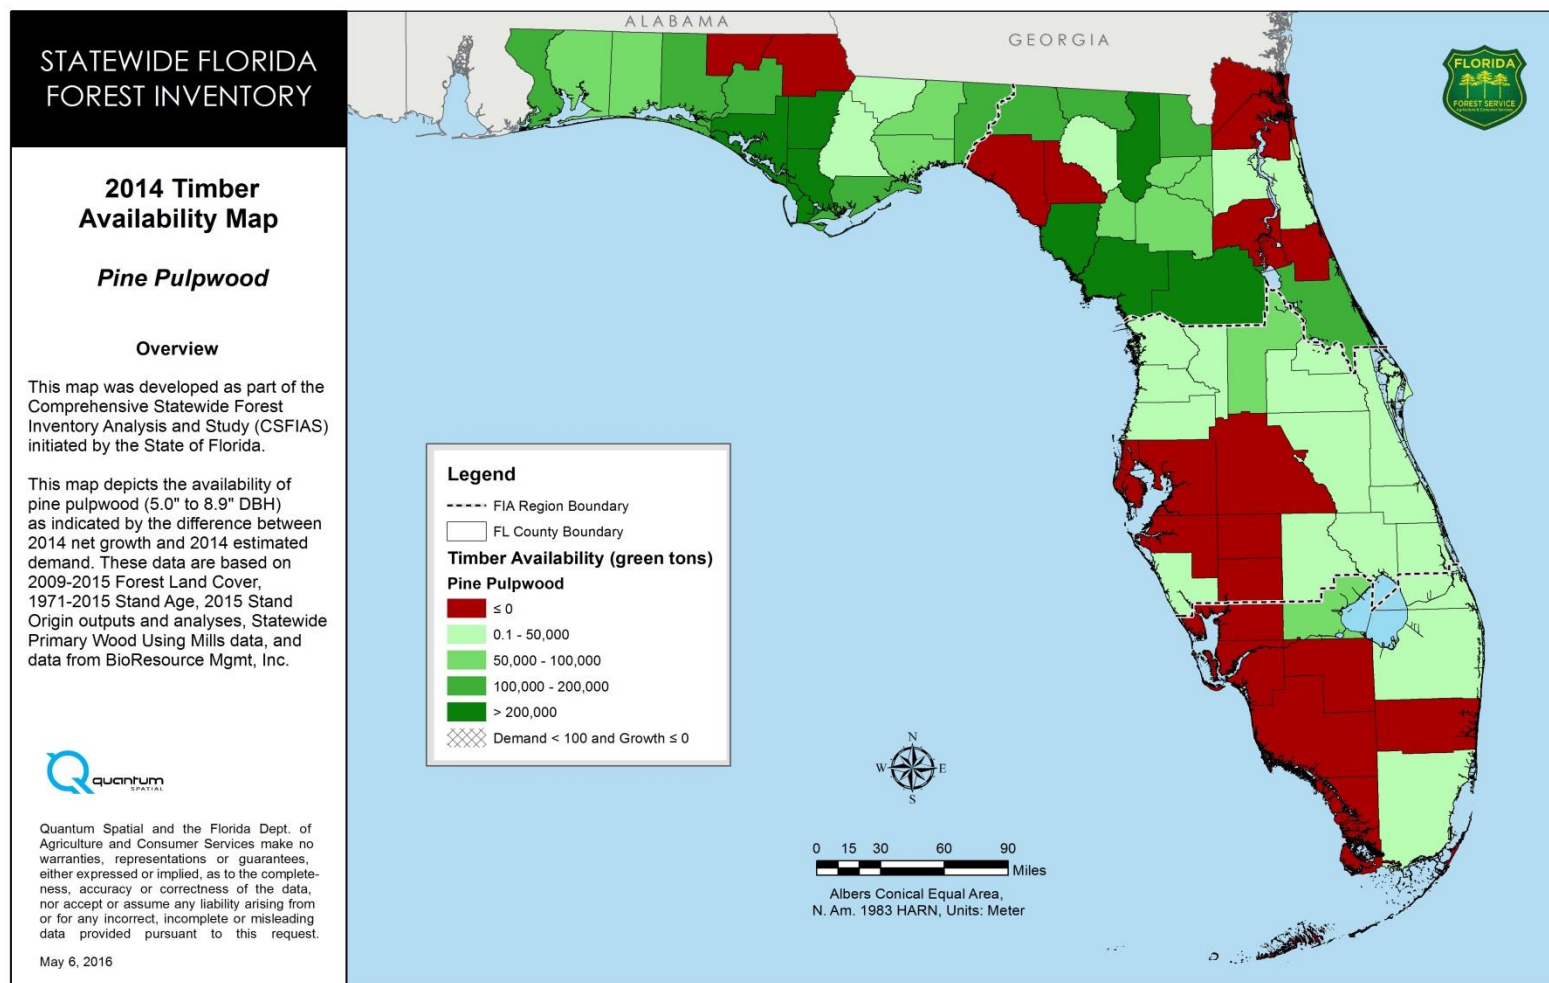 STATEWIDE FLORIDA
FOREST INVENTORY
2014 Timber
Availability Map
Pine Pulpwood
Overview
This map was developed as part of the
Comprehensive Statewide Forest
Inventory Analysis and Study (CSFIAS)
initiated by the State of Florida.
This map depicts the availability of
pine pulpwood (5.0" to 8.9" DBH)
as indicated by the difference between
2014 net growth and 2014 estimated
demand. These data are based on
2009-2015 Forest Land Cover,
1971-2015 Stand Age, 2015 Stand
Origin outputs and analyses, Statewide
Primary Wood Using Mills data, and
data from BioResource Mgmt, Inc.
quantum
SPATIAL
Quantum Spatial and the Florida Dept. of
Agriculture and Consumer Services make no
warranties, representations or guarantees,
either expressed or implied, as to the complete-
ness, accuracy or correctness of the data,
nor accept or assume any liability arising from
or for any incorrect, incomplete or misleading
data provided pursuant to this request.
May 6, 2016
ALABAMA
GEORGIA
FLORIDA
FOREST SERVICE
Agriculture & Consumer Services
Legend
FIA Region Boundary
FL County Boundary
Timber Availability (green tons)
Pine Pulpwood
≤ 0
0.1 - 50,000
50,000 - 100,000
100,000 - 200,000
> 200,000
Demand < 100 and Growth ≤ 0
N
W E
S
0 15 30 60 90
Miles
Albers Conical Equal Area,
N. Am. 1983 HARN, Units: Meter